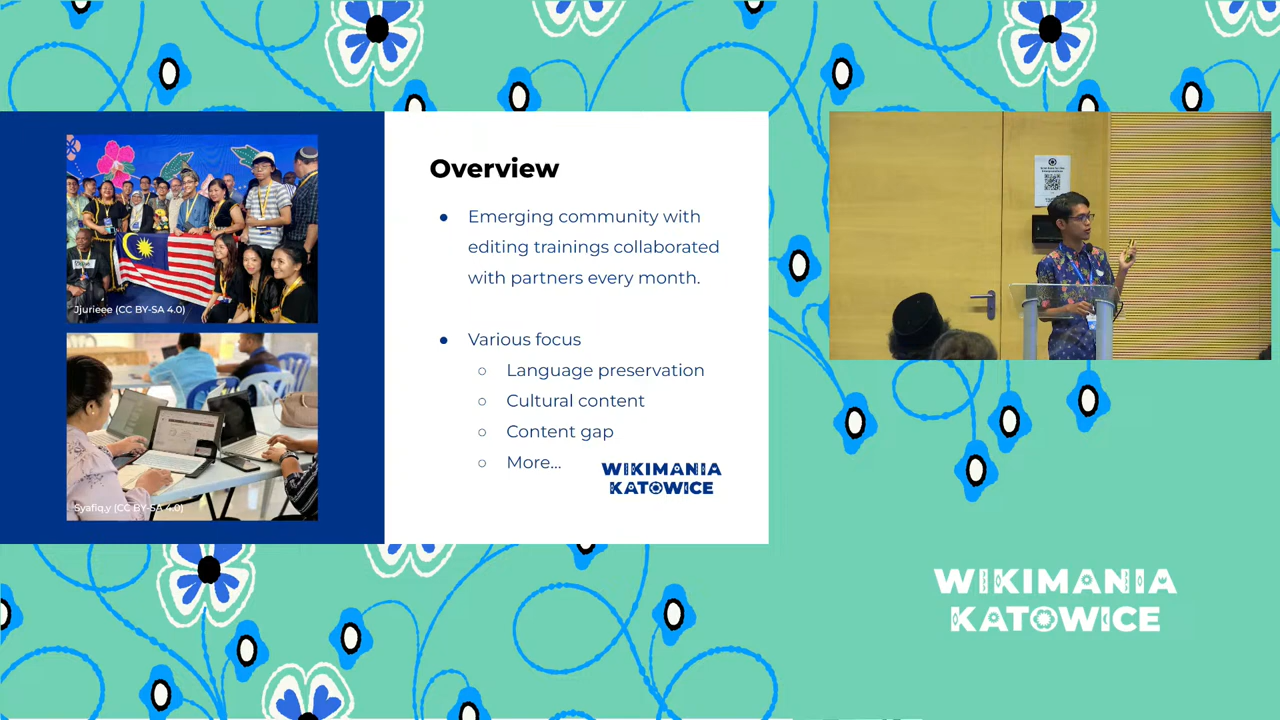 Jjurieee (CC BY-SA 4.0)
Syafiq.y (CC BY-SA 4.0)
Overview
● Emerging community with
editing trainings collaborated
with partners every month.
● Various focus
○ Language preservation
○ Cultural content
○ Content gap
○ More...
WIKIMANIA
KATOWICE
WIKIMANIA
KATOWICE